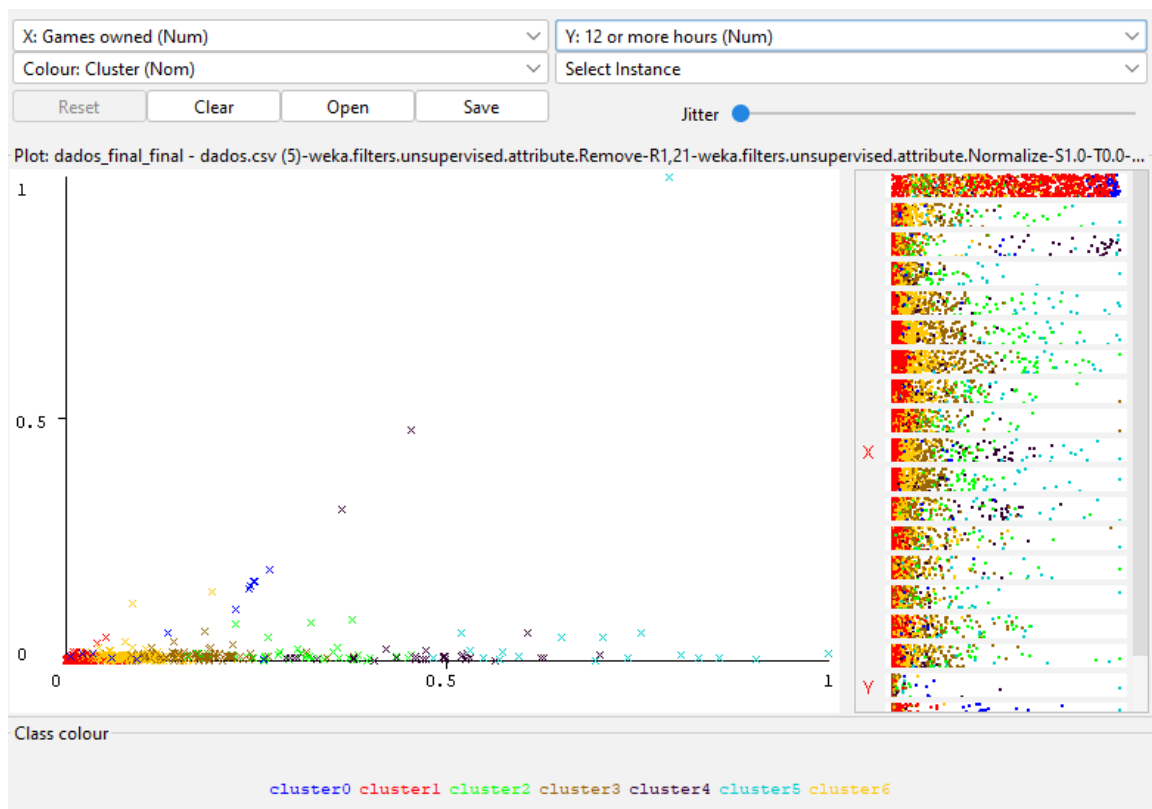 X: Games owned (Num) Y: 12 or more hours (Num)
Colour: Cluster (Nom) Select Instance
Reset Clear Open Save Jitter
Plot: dados_final_final - dados.csv (5)-weka.filters.unsupervised.attribute.Remove-R1,21-weka.filters.unsupervised.attribute.Normalize-S1.0-T0.0-...
1
0.5
X
0
Y
0 0.5 1
Class colour
cluster0 cluster1 cluster2 cluster3 cluster4 cluster5 cluster6